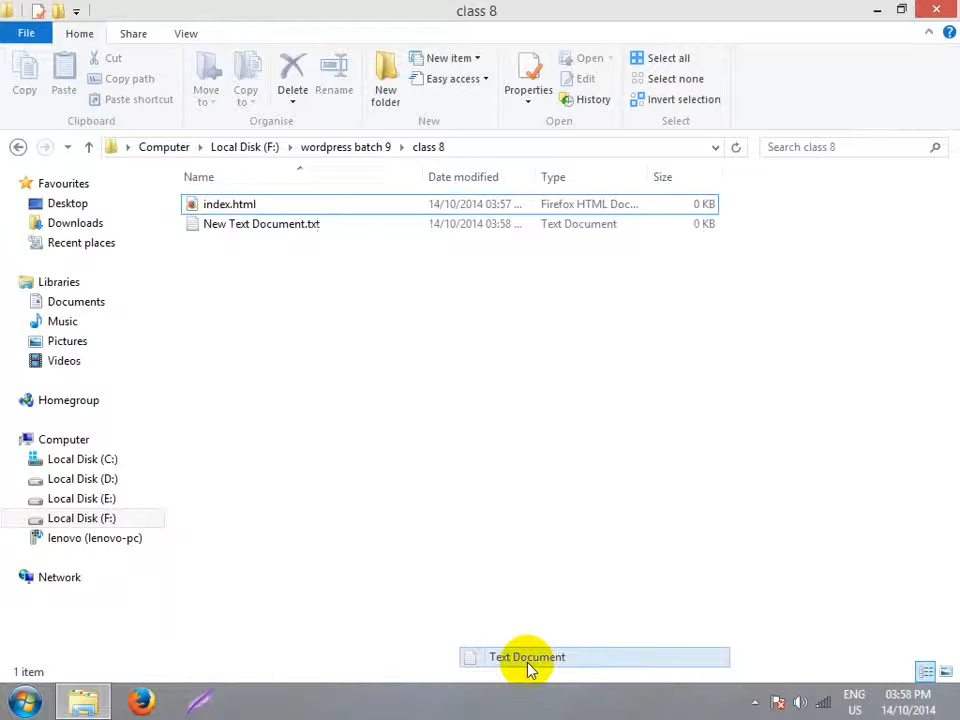 class 8
File Home Share View
Cut
Copy path
Paste shortcut
Copy
Paste
Clipboard
Move to
Copy to
Delete
Rename
Organise
New folder
New item
Easy access
New
Properties
Open
Edit
History
Open
Select all
Select none
Invert selection
Select
Computer Local Disk (F:) wordpress batch 9 class 8
Search class 8
Name Date modified Type Size
index.html 14/10/2014 03:57 ... Firefox HTML Doc... 0 KB
New Text Document.txt 14/10/2014 03:58 ... Text Document 0 KB
Favourites
Desktop
Downloads
Recent places
Libraries
Documents
Music
Pictures
Videos
Homegroup
Computer
Local Disk (C:)
Local Disk (D:)
Local Disk (E:)
Local Disk (F:)
lenovo (lenovo-pc)
Network
Text Document
1 item
ENG
US
03:58 PM
14/10/2014